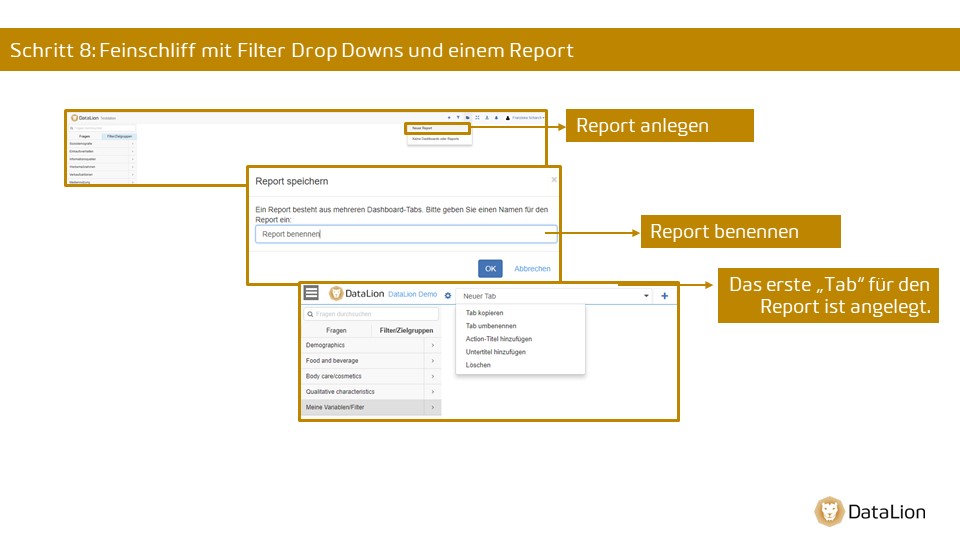 Schritt 8: Feinschliff mit Filter Drop Downs und einem Report
DataLion
Fragen
Filter/Zielgruppen
Neuer Report
Keine Dashboards oder Reports
Report anlegen
Report speichern
×
Ein Report besteht aus mehreren Dashboard-Tabs. Bitte geben Sie einen Namen für den
Report ein:
Report benennen
OK
Abbrechen
Report benennen
DataLion DataLion Demo
Neuer Tab
Fragen durchsuchen
Fragen
Filter/Zielgruppen
Demographics
Food and beverage
Body care/cosmetics
Qualitative characteristics
Meine Variablen/Filter
Tab kopieren
Tab umbenennen
Action-Titel hinzufügen
Untertitel hinzufügen
Löschen
Das erste „Tab“ für den
Report ist angelegt.
DataLion